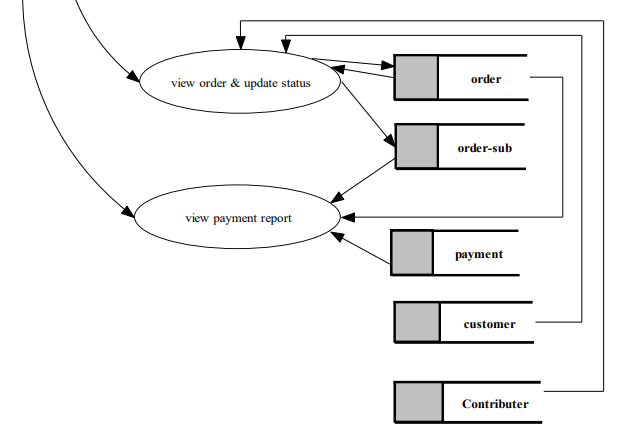 view order & update status
order
order-sub
view payment report
payment
customer
Contributer